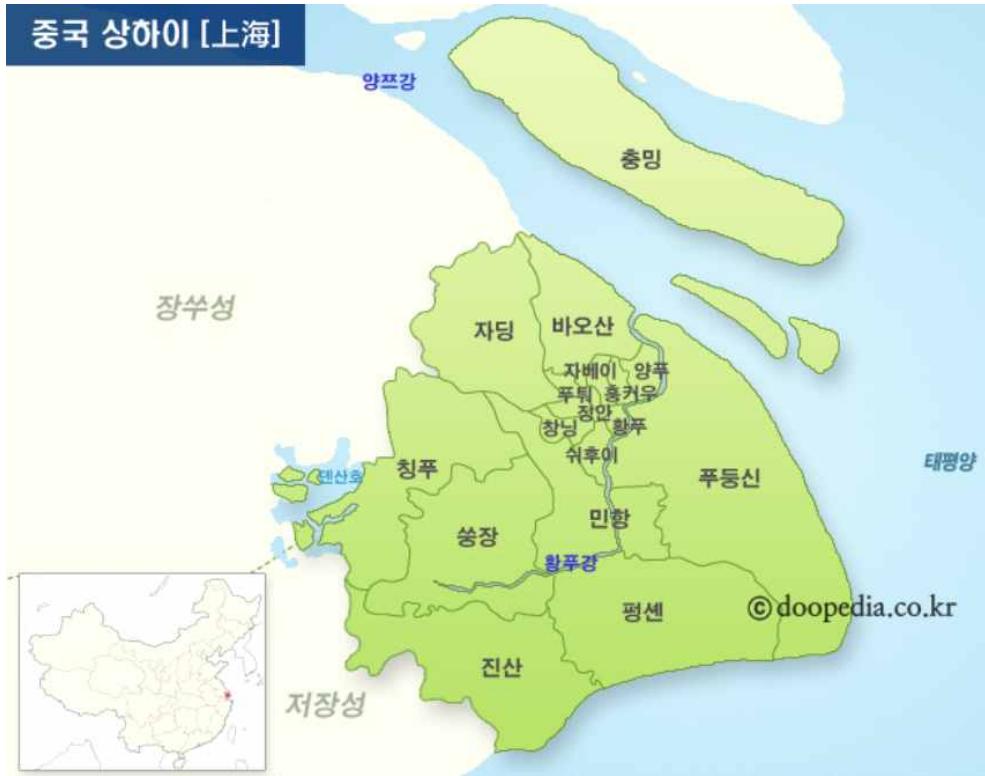 중국 상하이 [上海]
양쯔강
충밍
장쑤성
자딩
바오산
자베이
양푸
푸퉈
훙커우
징안
창닝
황푸
쉬후이
태평양
뎬산호
칭푸
푸둥신
쑹장
민항
황푸강
펑셴
ⓒdoopedia.co.kr
진산
저장성